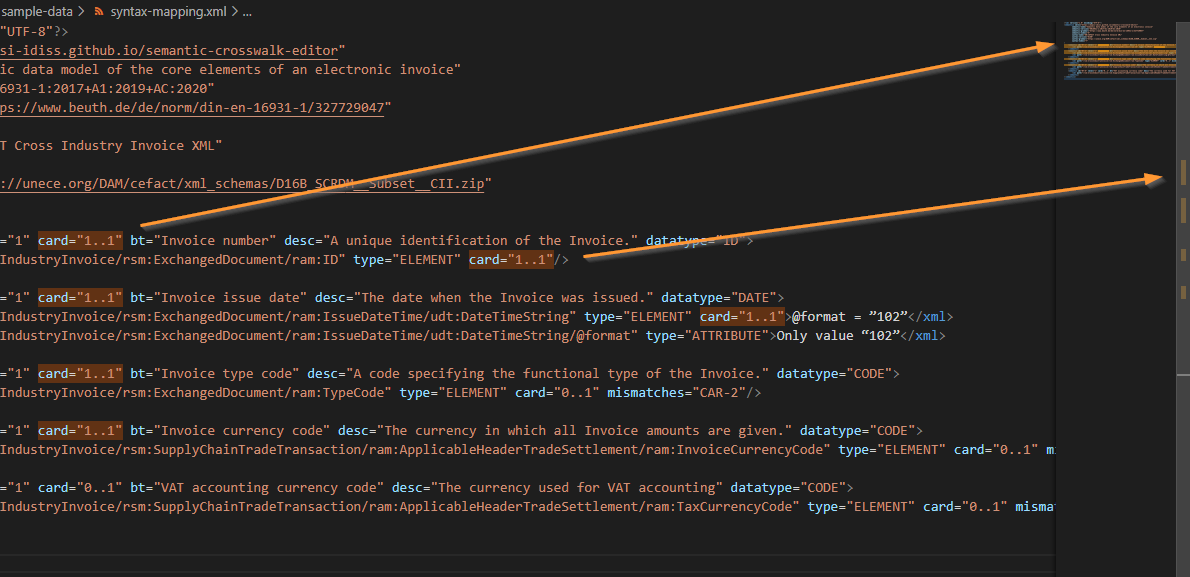 sample-data > syntax-mapping.xml > ...
"UTF-8"?>
si-idiss.github.io/semantic-crosswalk-editor"
ic data model of the core elements of an electronic invoice"
6931-1:2017+A1:2019+AC:2020"
ps://www.beuth.de/de/norm/din-en-16931-1/327729047"
T Cross Industry Invoice XML"
://unece.org/DAM/cefact/xml_schemas/D16B_SCRDM__Subset__CII.zip"
="1" card="1..1" bt="Invoice number" desc="A unique identification of the Invoice." datatype="ID">
IndustryInvoice/rsm:ExchangedDocument/ram:ID" type="ELEMENT" card="1..1"/>
="1" card="1..1" bt="Invoice issue date" desc="The date when the Invoice was issued." datatype="DATE">
IndustryInvoice/rsm:ExchangedDocument/ram:IssueDateTime/udt:DateTimeString" type="ELEMENT" card="1..1">@format = ”102”</xml>
IndustryInvoice/rsm:ExchangedDocument/ram:IssueDateTime/udt:DateTimeString/@format" type="ATTRIBUTE">Only value “102”</xml>
="1" card="1..1" bt="Invoice type code" desc="A code specifying the functional type of the Invoice." datatype="CODE">
IndustryInvoice/rsm:ExchangedDocument/ram:TypeCode" type="ELEMENT" card="0..1" mismatches="CAR-2"/>
="1" card="1..1" bt="Invoice currency code" desc="The currency in which all Invoice amounts are given." datatype="CODE">
IndustryInvoice/rsm:SupplyChainTradeTransaction/ram:ApplicableHeaderTradeSettlement/ram:InvoiceCurrencyCode" type="ELEMENT" card="0..1" m
="1" card="0..1" bt="VAT accounting currency code" desc="The currency used for VAT accounting" datatype="CODE">
IndustryInvoice/rsm:SupplyChainTradeTransaction/ram:ApplicableHeaderTradeSettlement/ram:TaxCurrencyCode" type="ELEMENT" card="0..1" misma